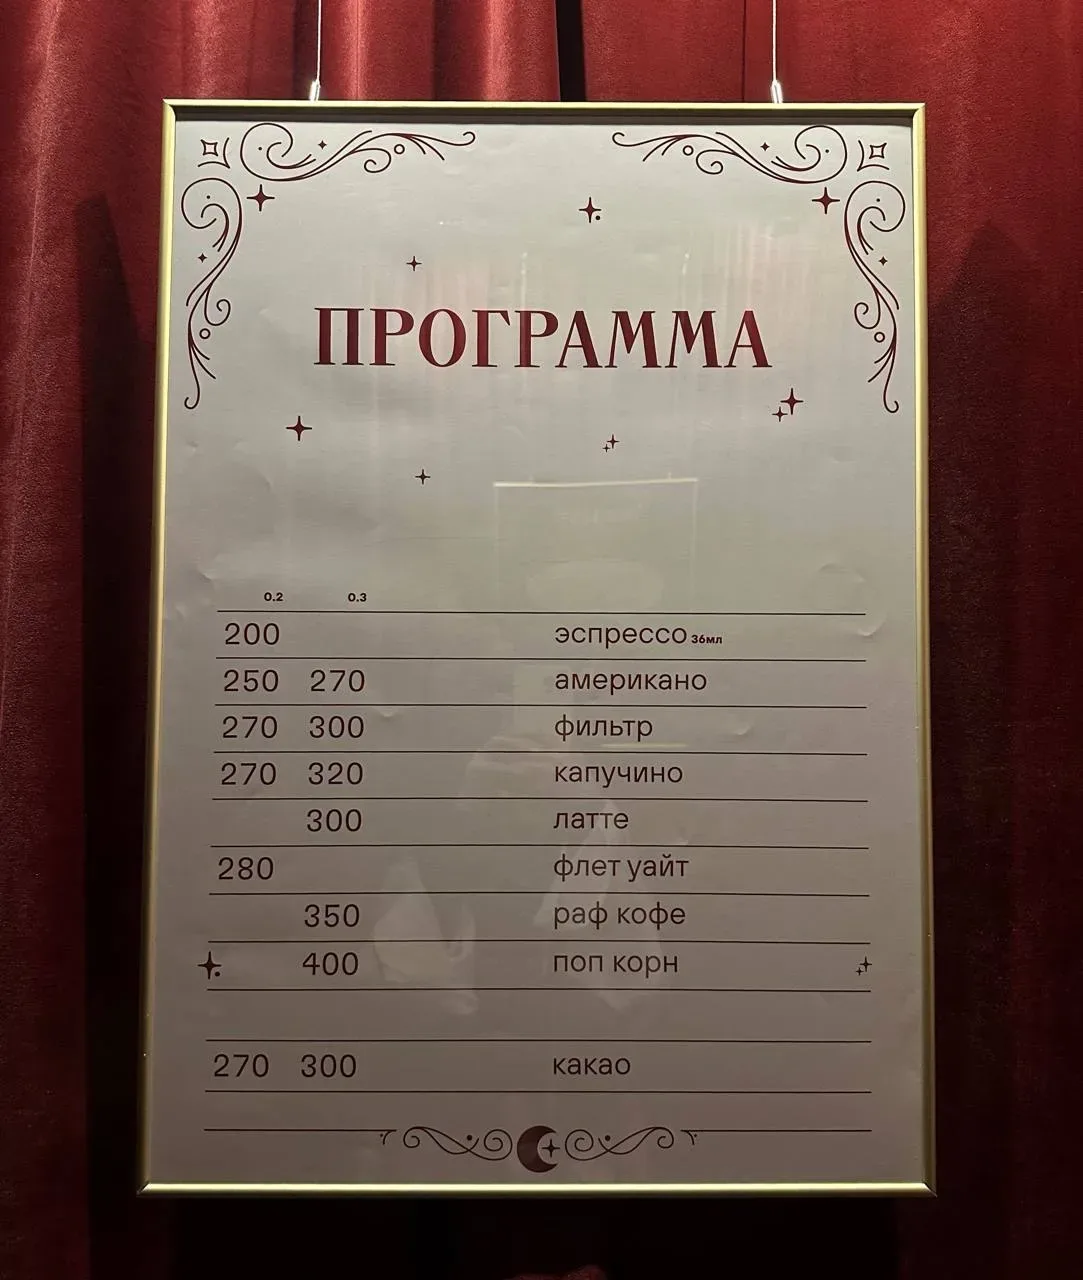 ПРОГРАММА
0.2 0.3
200 эспрессо 36мл
250 270 американо
270 300 фильтр
270 320 капучино
300 латте
280 флет уайт
350 раф кофе
400 поп корн
270 300 какао